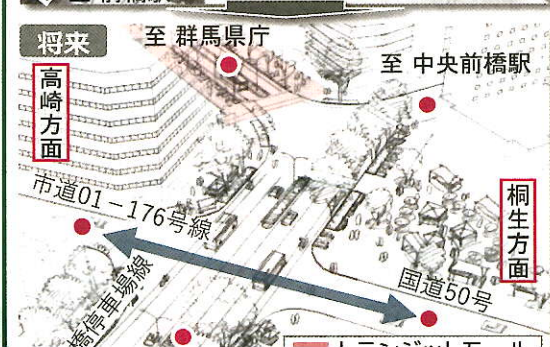 将来
至 群馬県庁
至 中央前橋駅
高崎方面
市道01－176号線
桐生方面
国道50号
橋停車場線
トランジットモール